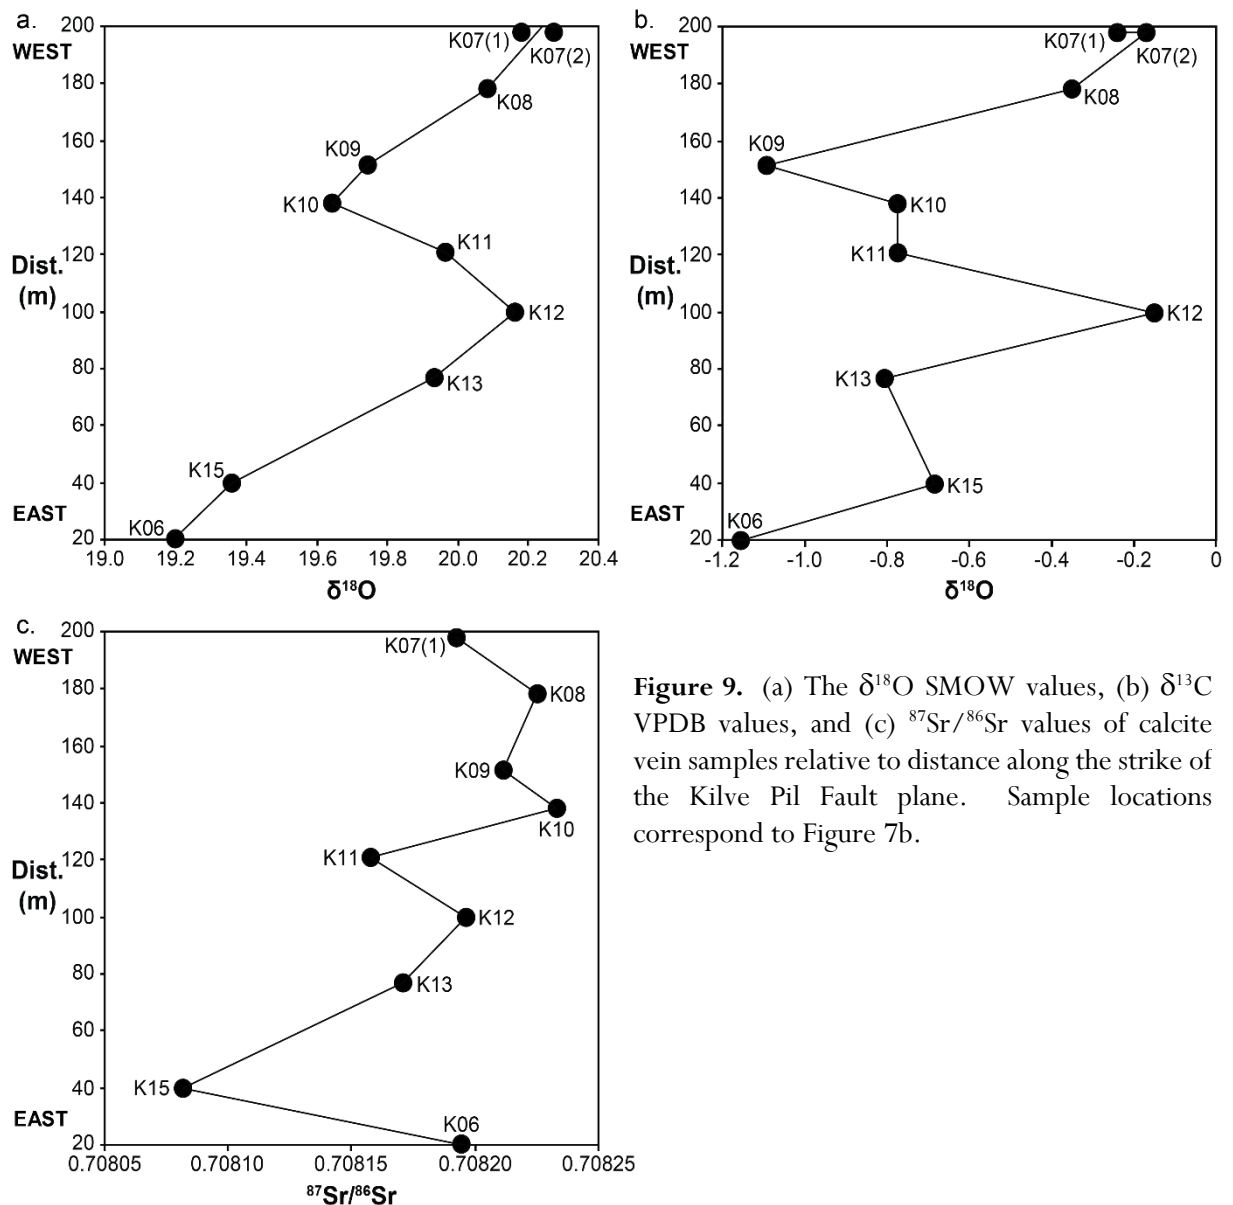 a.
200
WEST
180
160
140
Dist. 120
(m)
100
80
60
40
EAST
20
K07(1)
K07(2)
K08
K09
K10
K11
K12
K13
K15
K06
19.0 19.2 19.4 19.6 19.8 20.0 20.2 20.4
δ¹⁸O
b.
200
WEST
180
160
140
Dist. 120
(m)
100
80
60
40
EAST
20
K07(1)
K07(2)
K08
K09
K10
K11
K12
K13
K15
K06
-1.2 -1.0 -0.8 -0.6 -0.4 -0.2 0
δ¹⁸O
c.
200
WEST
180
160
140
120
Dist.
(m) 100
80
60
40
EAST
20
K07(1)
K08
K09
K10
K11
K12
K13
K15
K06
0.70805 0.70810 0.70815 0.70820 0.70825
⁸⁷Sr/⁸⁶Sr
Figure 9. (a) The δ¹⁸O SMOW values, (b) δ¹³C
VPDB values, and (c) ⁸⁷Sr/⁸⁶Sr values of calcite
vein samples relative to distance along the strike of
the Kilve Pil Fault plane. Sample locations
correspond to Figure 7b.